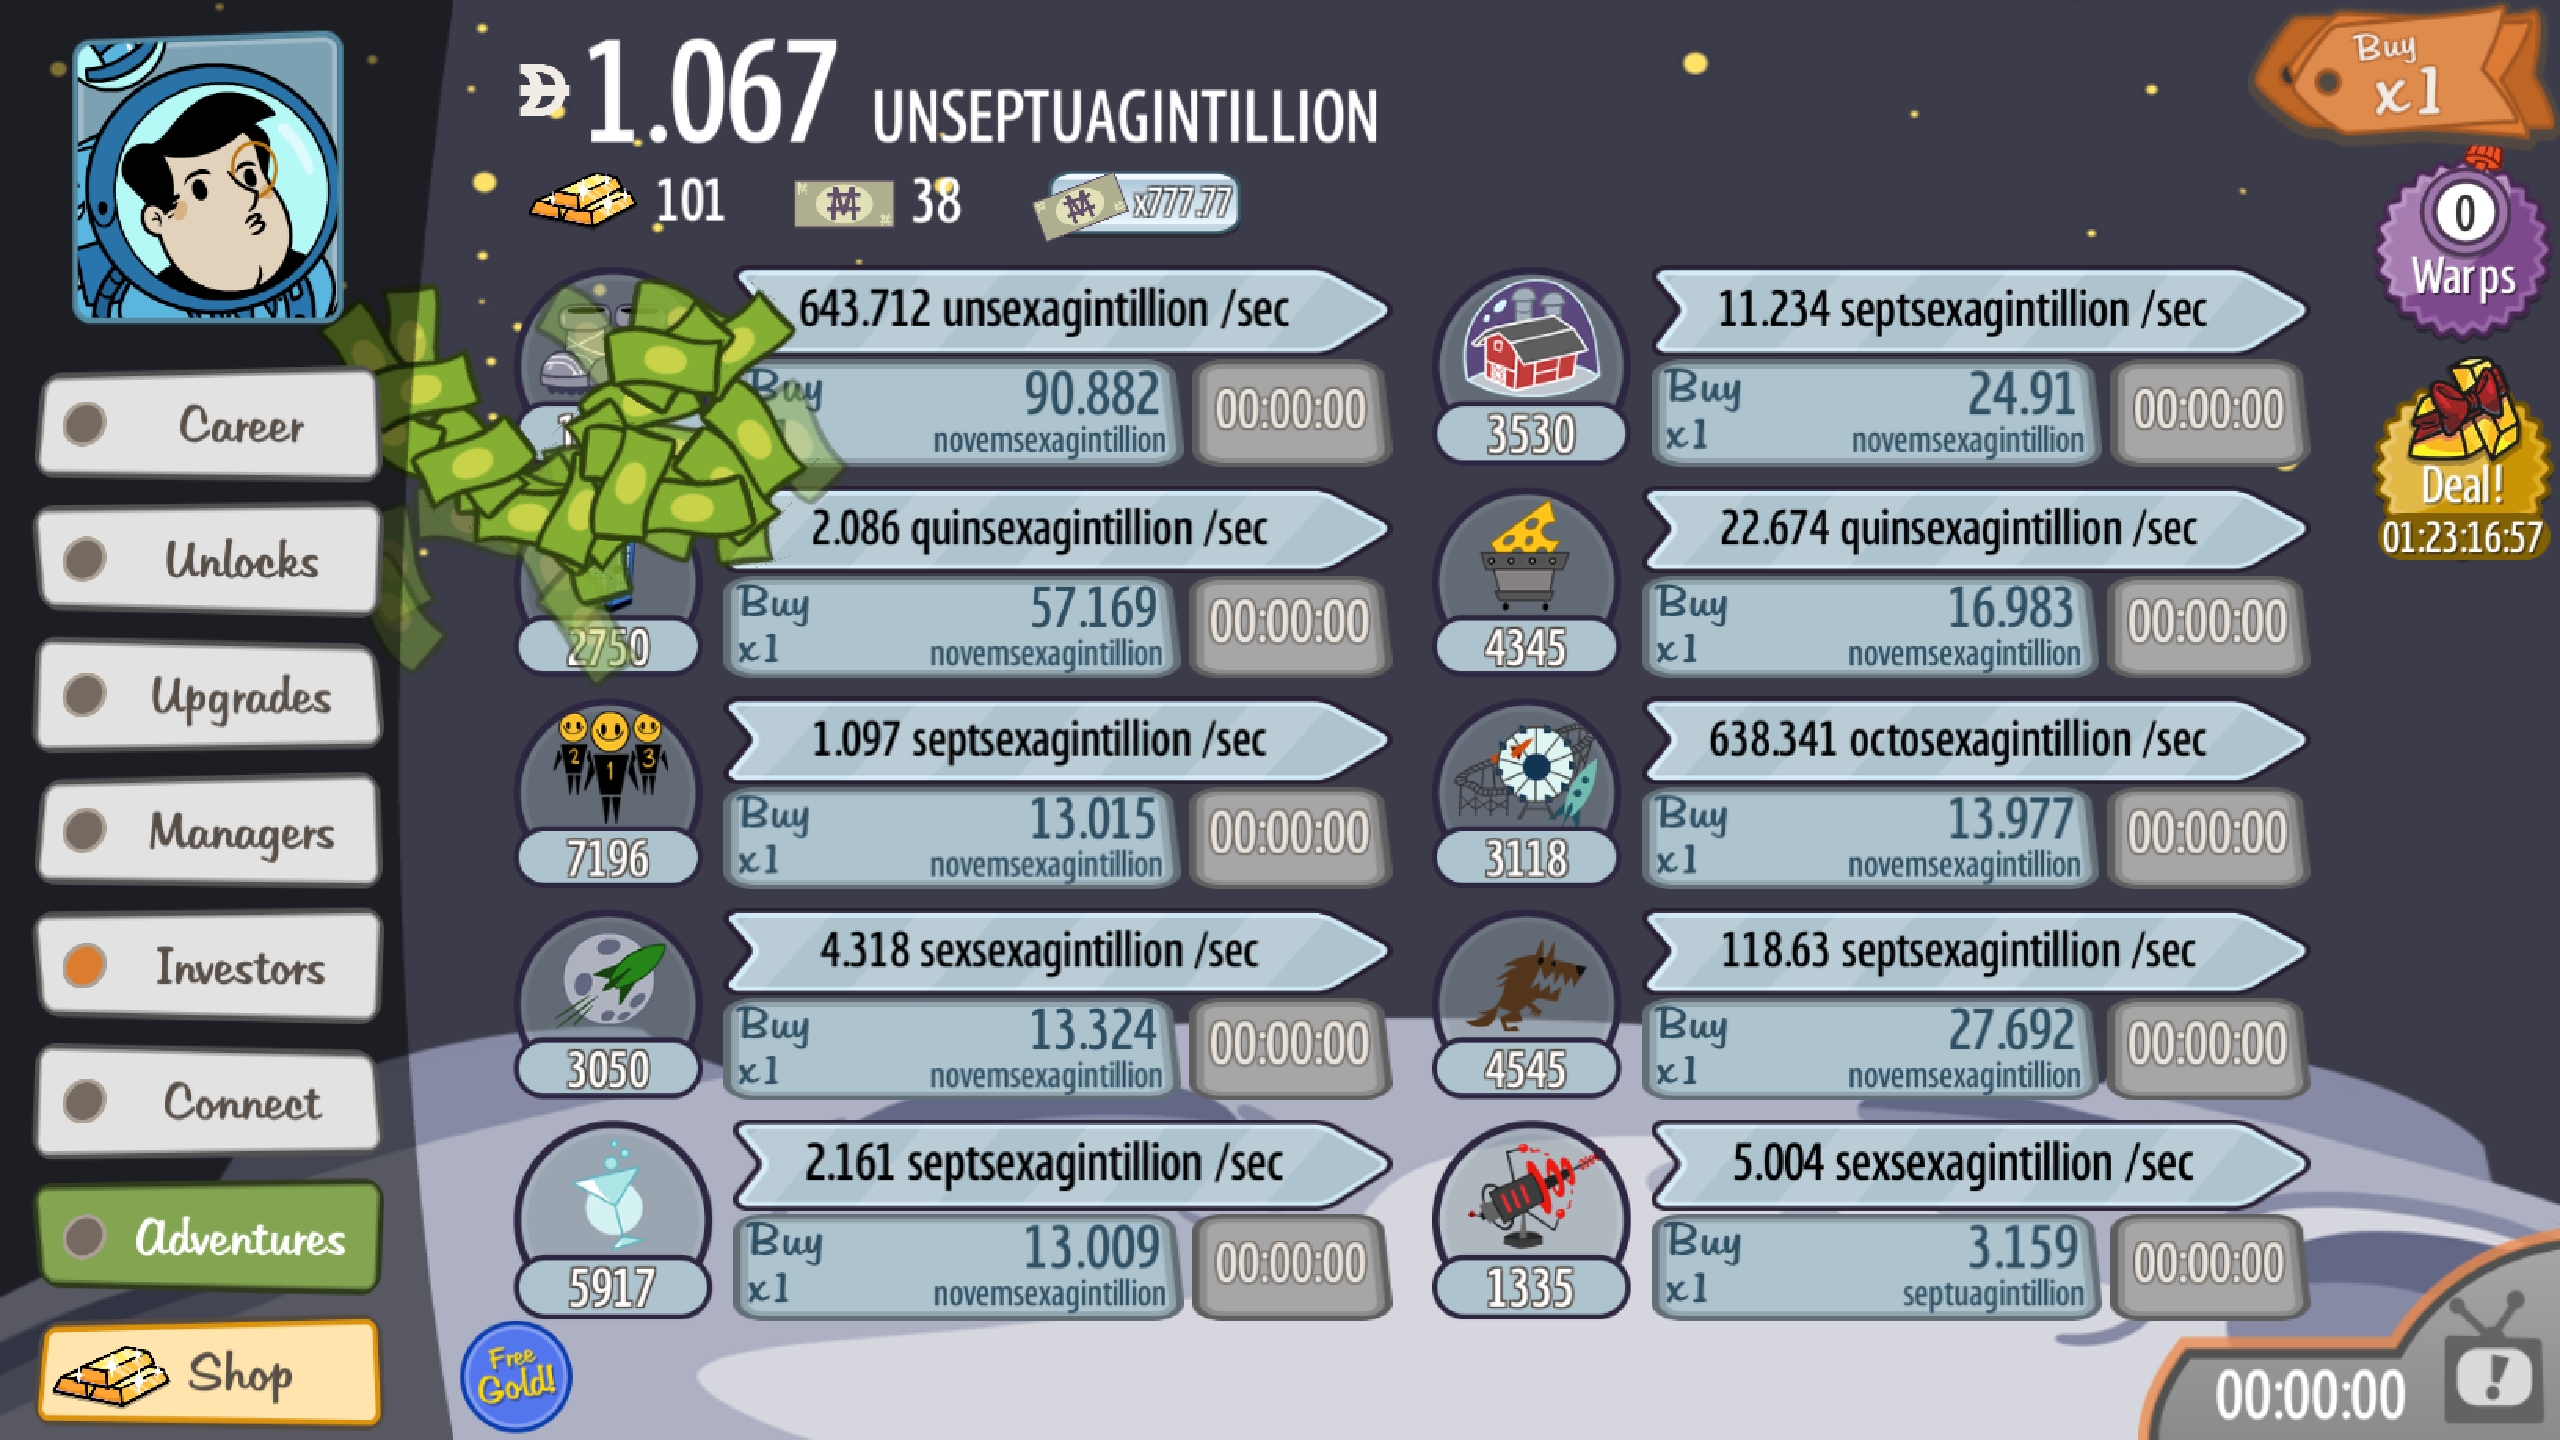 1.067 UNSEPTUAGINTILLION
101
38
x777.77
Buy
x1
0
Warps
Deal!
01:23:16:57
Career
Unlocks
Upgrades
Managers
Investors
Connect
Adventures
Shop
643.712 unsexagintillion /sec
Buy
90.882
novemsexagintillion
00:00:00
11.234 septsexagintillion /sec
3530
Buy
x1
24.91
novemsexagintillion
00:00:00
2.086 quinsexagintillion /sec
2750
Buy
x1
57.169
novemsexagintillion
00:00:00
22.674 quinsexagintillion /sec
4345
Buy
x1
16.983
novemsexagintillion
00:00:00
1.097 septsexagintillion /sec
2 1 3
7196
Buy
x1
13.015
novemsexagintillion
00:00:00
638.341 octosexagintillion /sec
3118
Buy
x1
13.977
novemsexagintillion
00:00:00
4.318 sexsexagintillion /sec
3050
Buy
x1
13.324
novemsexagintillion
00:00:00
118.63 septsexagintillion /sec
4545
Buy
x1
27.692
novemsexagintillion
00:00:00
2.161 septsexagintillion /sec
5917
Buy
x1
13.009
novemsexagintillion
00:00:00
5.004 sexsexagintillion /sec
1335
Buy
x1
3.159
septuagintillion
00:00:00
Free
Gold!
00:00:00
!